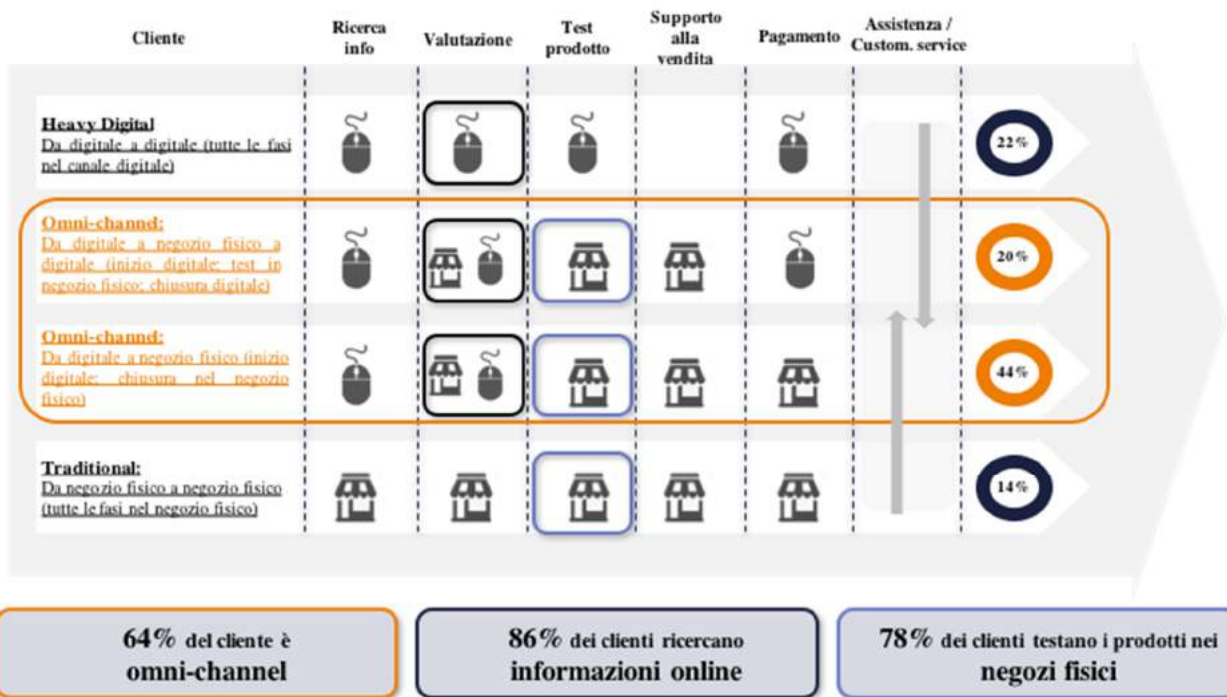 Cliente
Ricerca
info
Valutazione
Test
prodotto
Supporto
alla
vendita
Pagamento
Assistenza /
Custom. service
Heavy Digital
Da digitale a digitale (tutte le fasi
nel canale digitale)
22%
Omni-channel:
Da digitale a negozio fisico a
digitale (inizio digitale; test in
negozio fisico; chiusura digitale)
20%
Omni-channel:
Da digitale a negozio fisico (inizio
digitale; chiusura nel negozio
fisico)
44%
Traditional:
Da negozio fisico a negozio fisico
(tutte le fasi nel negozio fisico)
14%
64% del cliente è
omni-channel
86% dei clienti ricercano
informazioni online
78% dei clienti testano i prodotti nei
negozi fisici